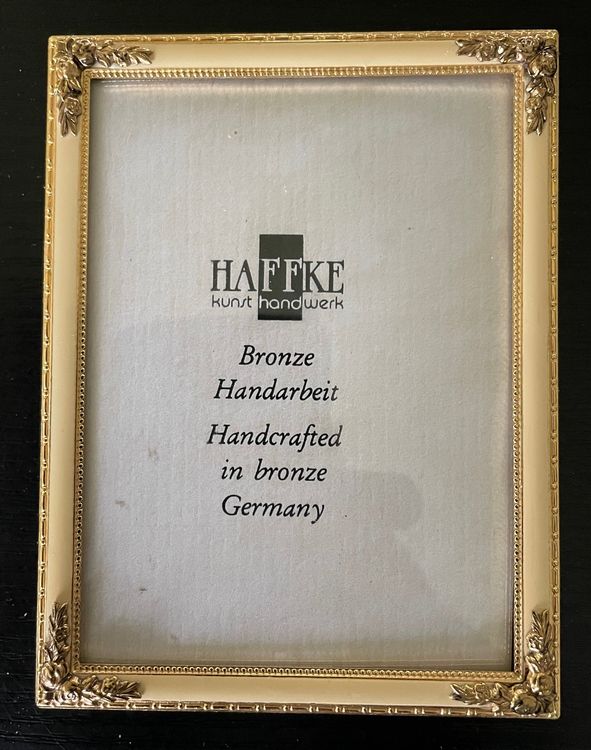 HAFFKE
kunst handwerk
Bronze
Handarbeit
Handcrafted
in bronze
Germany